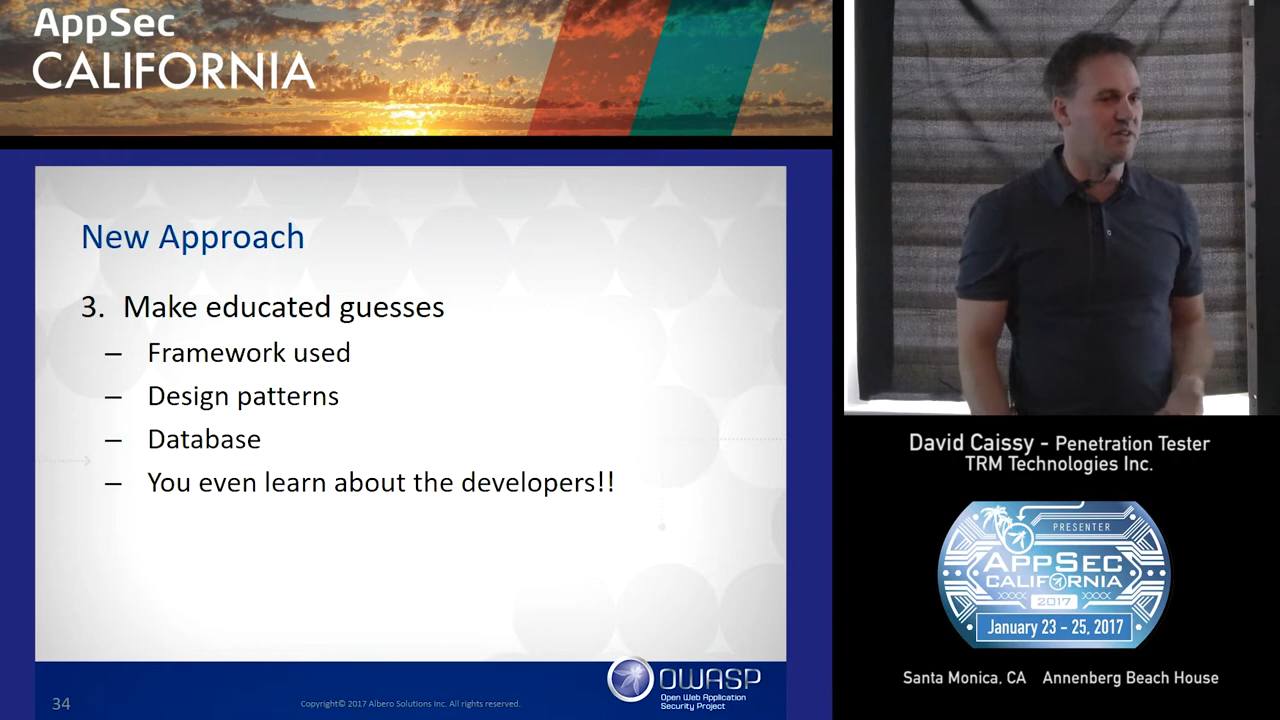 AppSec
CALIFORNIA
New Approach
3. Make educated guesses
– Framework used
– Design patterns
– Database
– You even learn about the developers!!
34
Copyright© 2017 Albero Solutions Inc. All rights reserved.
OWASP
Open Web Application
Security Project
David Caissy – Penetration Tester
TRM Technologies Inc.
PRESENTER
APPSEC
CALIFORNIA
2017
January 23 – 25, 2017
Santa Monica, CA Annenberg Beach House